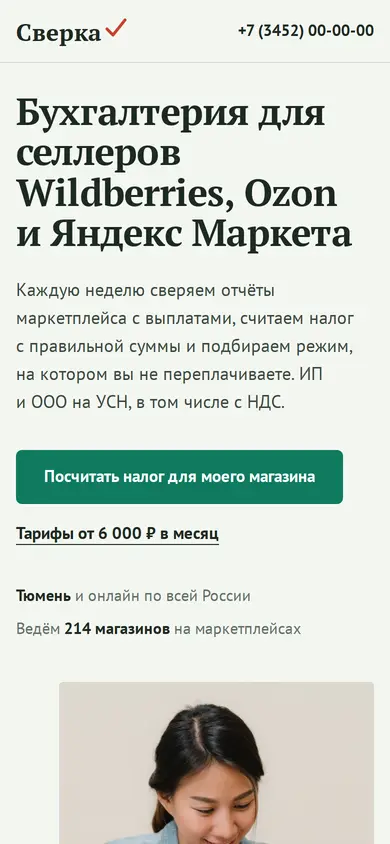 Сверка
+7 (3452) 00-00-00
Бухгалтерия для
селлеров
Wildberries, Ozon
и Яндекс Маркета
Каждую неделю сверяем отчёты
маркетплейса с выплатами, считаем налог
с правильной суммы и подбираем режим,
на котором вы не переплачиваете. ИП
и ООО на УСН, в том числе с НДС.
Посчитать налог для моего магазина
Тарифы от 6 000 ₽ в месяц
Тюмень и онлайн по всей России
Ведём 214 магазинов на маркетплейсах